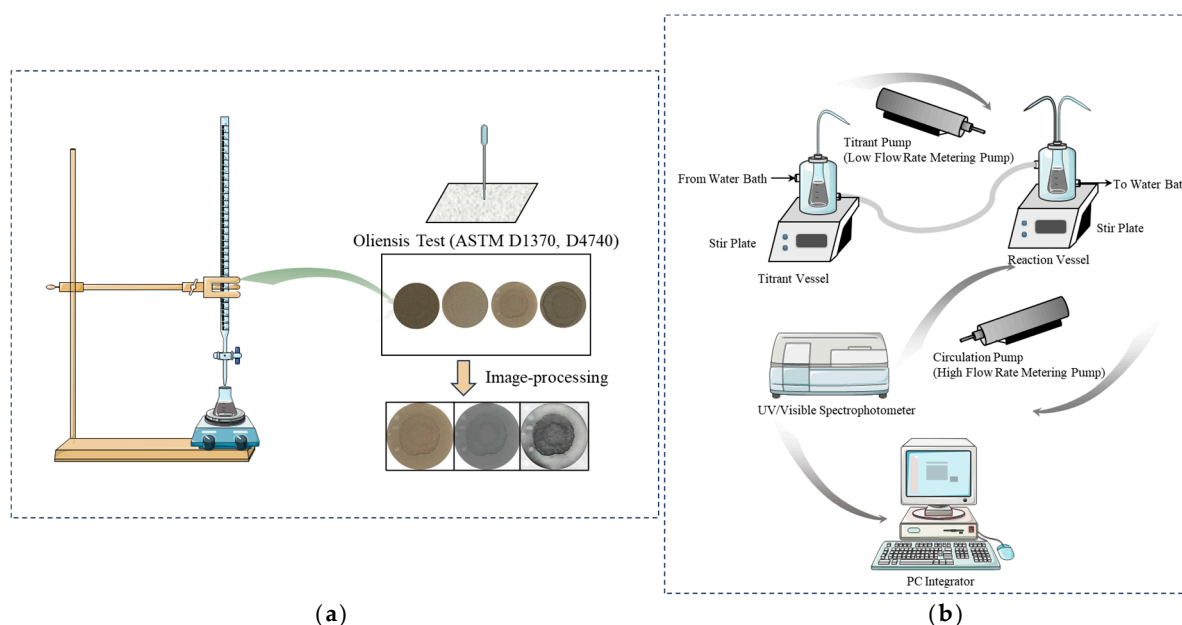 Oliensis Test (ASTM D1370, D4740)
Image-processing
(a)
Titrant Pump
(Low Flow Rate Metering Pump)
From Water Bath
To Water Bat
Stir Plate
Stir Plate
Titrant Vessel
Reaction Vessel
Circulation Pump
(High Flow Rate Metering Pump)
UV/Visible Spectrophotometer
PC Integrator
(b)